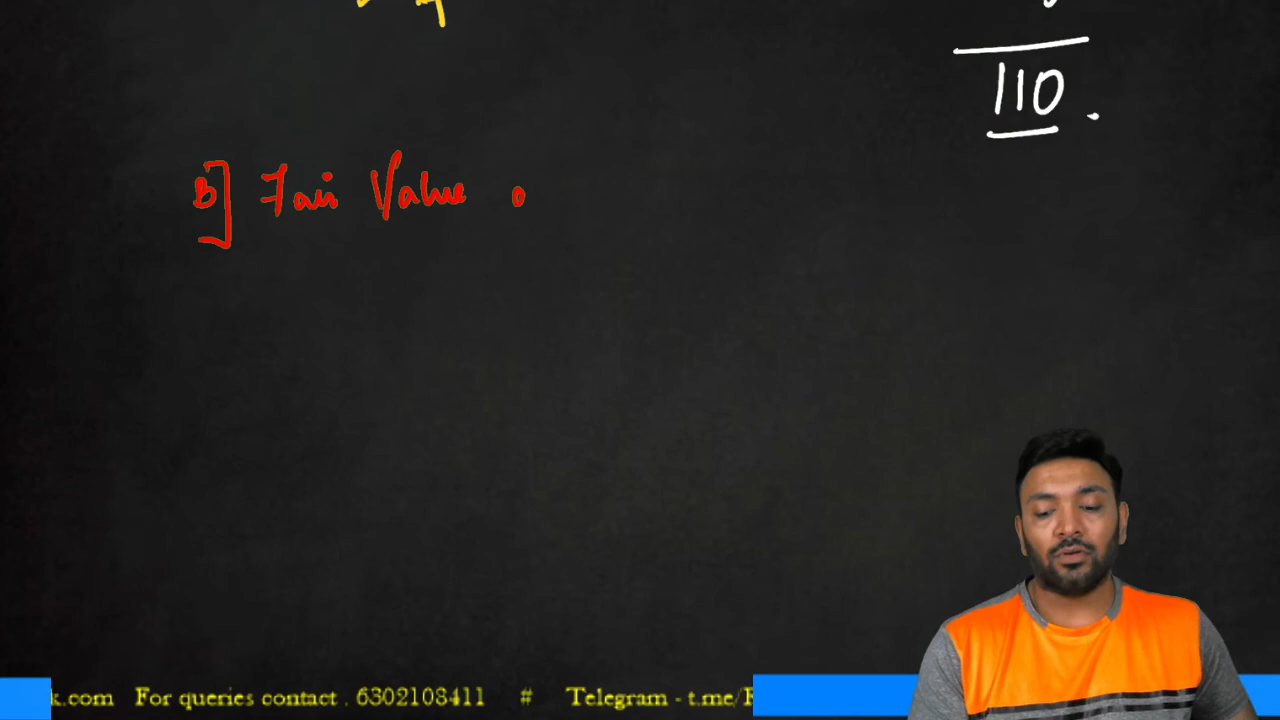 110.
B] Fair Value o
k.com For queries contact . 6302108411 # Telegram - t.me/